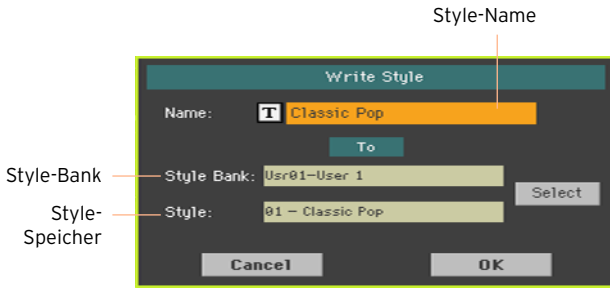 Style-Name
Write Style
Name: T Classic Pop
To
Style-Bank
Style Bank: Usr01-User 1
Select
Style-
Speicher
Style: 01 - Classic Pop
Cancel OK